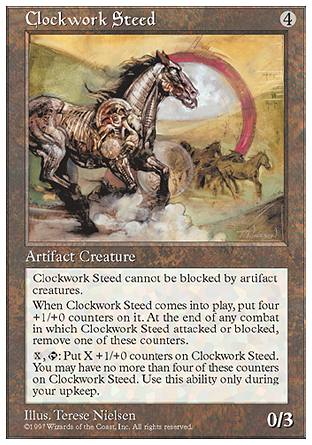 Clockwork Steed 4
Artifact Creature
Clockwork Steed cannot be blocked by artifact
creatures.
When Clockwork Steed comes into play, put four
+1/+0 counters on it. At the end of any combat
in which Clockwork Steed attacked or blocked,
remove one of these counters.
X, : Put X +1/+0 counters on Clockwork Steed.
You may have no more than four of these counters
on Clockwork Steed. Use this ability only during
your upkeep.
Illus. Terese Nielsen
©1997 Wizards of the Coast, Inc. All rights reserved.
0/3